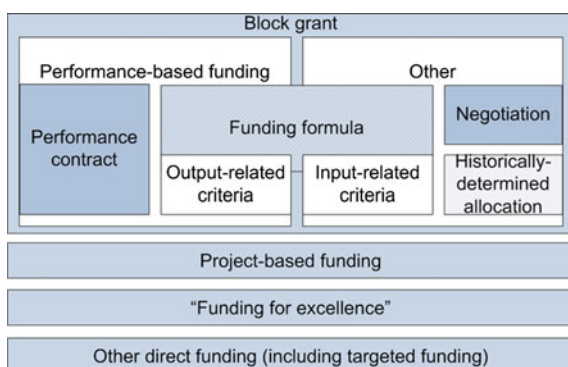 Block grant
Performance-based funding
Other
Performance
contract
Funding formula
Negotiation
Output-related
criteria
Input-related
criteria
Historically-
determined
allocation
Project-based funding
“Funding for excellence”
Other direct funding (including targeted funding)